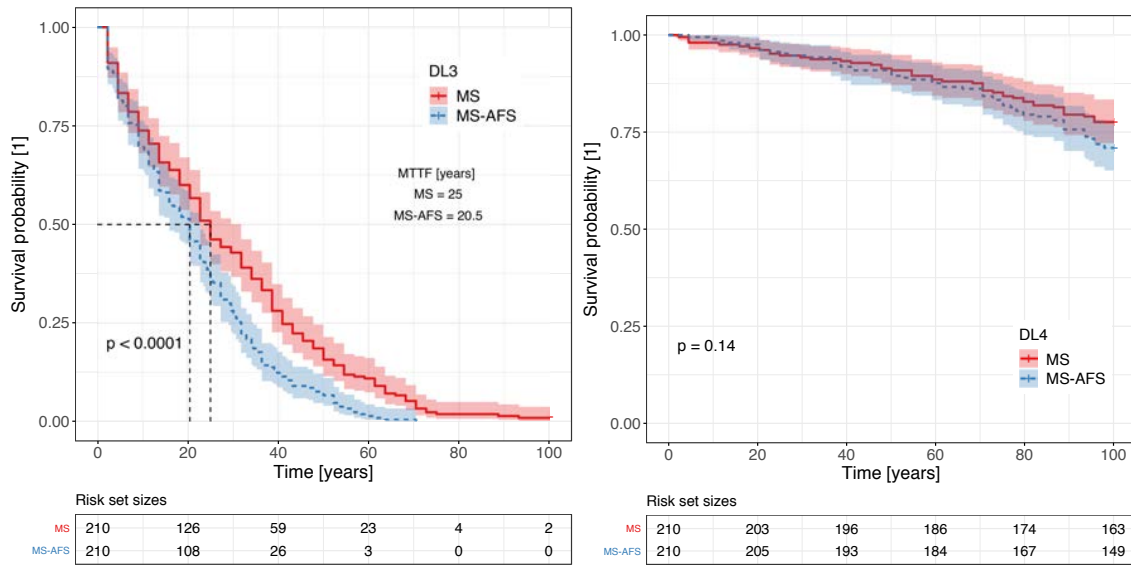 1.00
0.75
0.50
0.25
0.00
Survival probability [1]
DL3
MS
MS-AFS
MTTF [years]
MS = 25
MS-AFS = 20.5
p < 0.0001
0 20 40 60 80 100
Time [years]
Risk set sizes
MS 210 126 59 23 4 2
MS-AFS 210 108 26 3 0 0
1.00
0.75
0.50
0.25
0.00
Survival probability [1]
p = 0.14
DL4
MS
MS-AFS
0 20 40 60 80 100
Time [years]
Risk set sizes
MS 210 203 196 186 174 163
MS-AFS 210 205 193 184 167 149